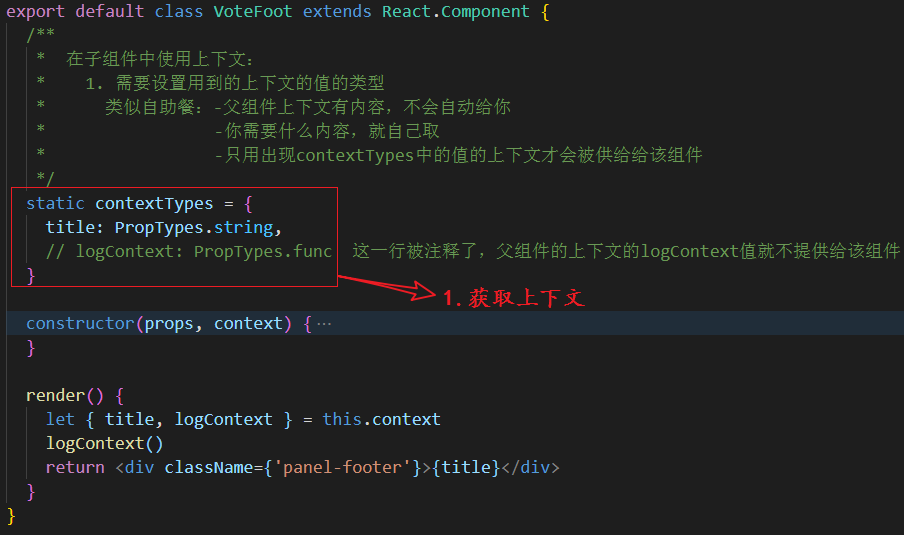 export default class VoteFoot extends React.Component {
/**
* 在子组件中使用上下文:
* 1. 需要设置用到的上下文的值的类型
* 类似自助餐: -父组件上下文有内容, 不会自动给你
* -你需要什么内容, 就自己取
* -只用出现contextTypes中的值的上下文才会被供给给该组件
*/
static contextTypes = {
title: PropTypes.string,
// logContext: PropTypes.func 这一行被注释了, 父组件的上下文的logContext值就不提供给该组件
}
1.获取上下文
constructor(props, context) {···
}
render() {
let { title, logContext } = this.context
logContext()
return <div className={'panel-footer'}>{title}</div>
}
}